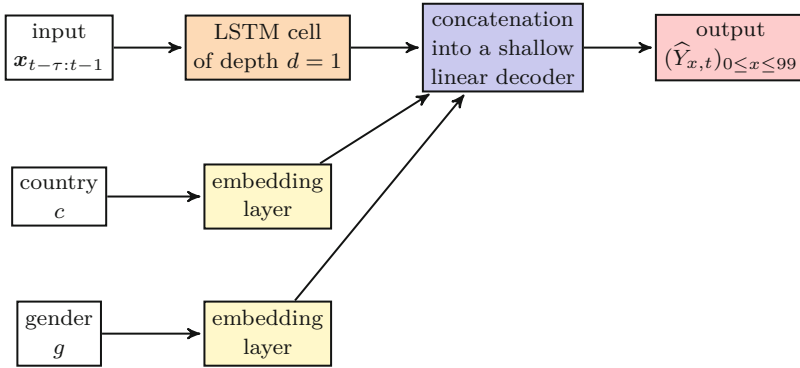 input
x_{t−τ:t−1}
LSTM cell
of depth d = 1
concatenation
into a shallow
linear decoder
output
(Ŷ_{x,t})_{0≤x≤99}
country
c
embedding
layer
gender
g
embedding
layer